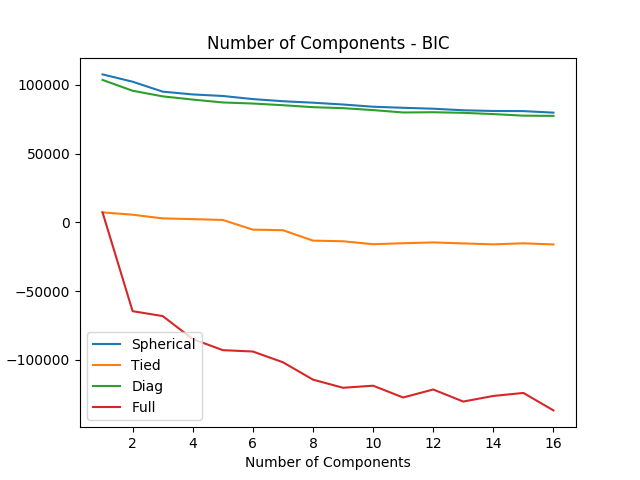 Number of Components - BIC
100000
50000
0
−50000
−100000
Spherical
Tied
Diag
Full
2 4 6 8 10 12 14 16
Number of Components